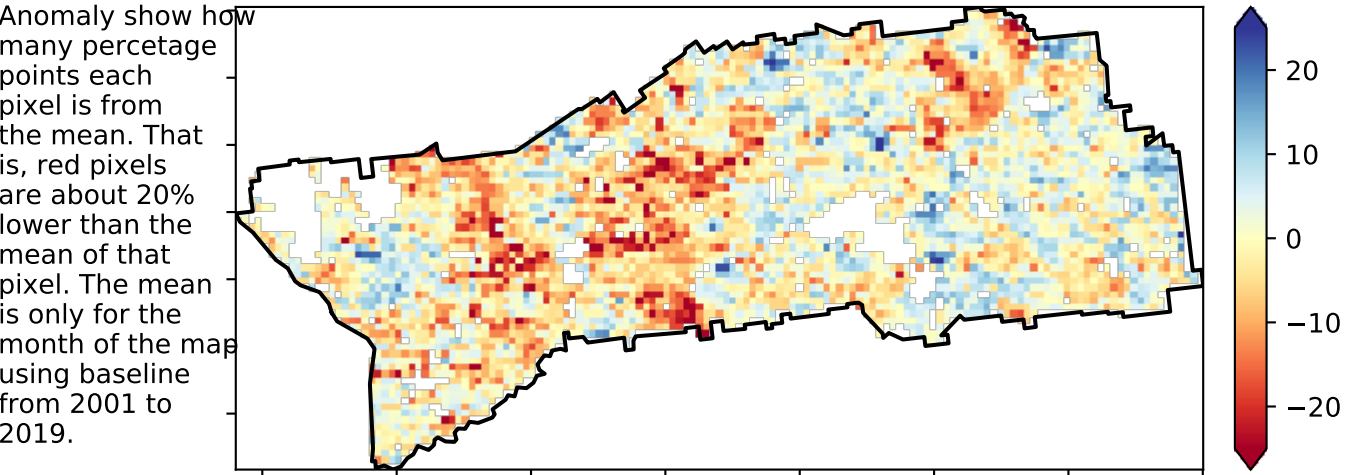 Anomaly show how
many percetage
points each
pixel is from
the mean. That
is, red pixels
are about 20%
lower than the
mean of that
pixel. The mean
is only for the
month of the map
using baseline
from 2001 to
2019.
20
10
0
−10
−20